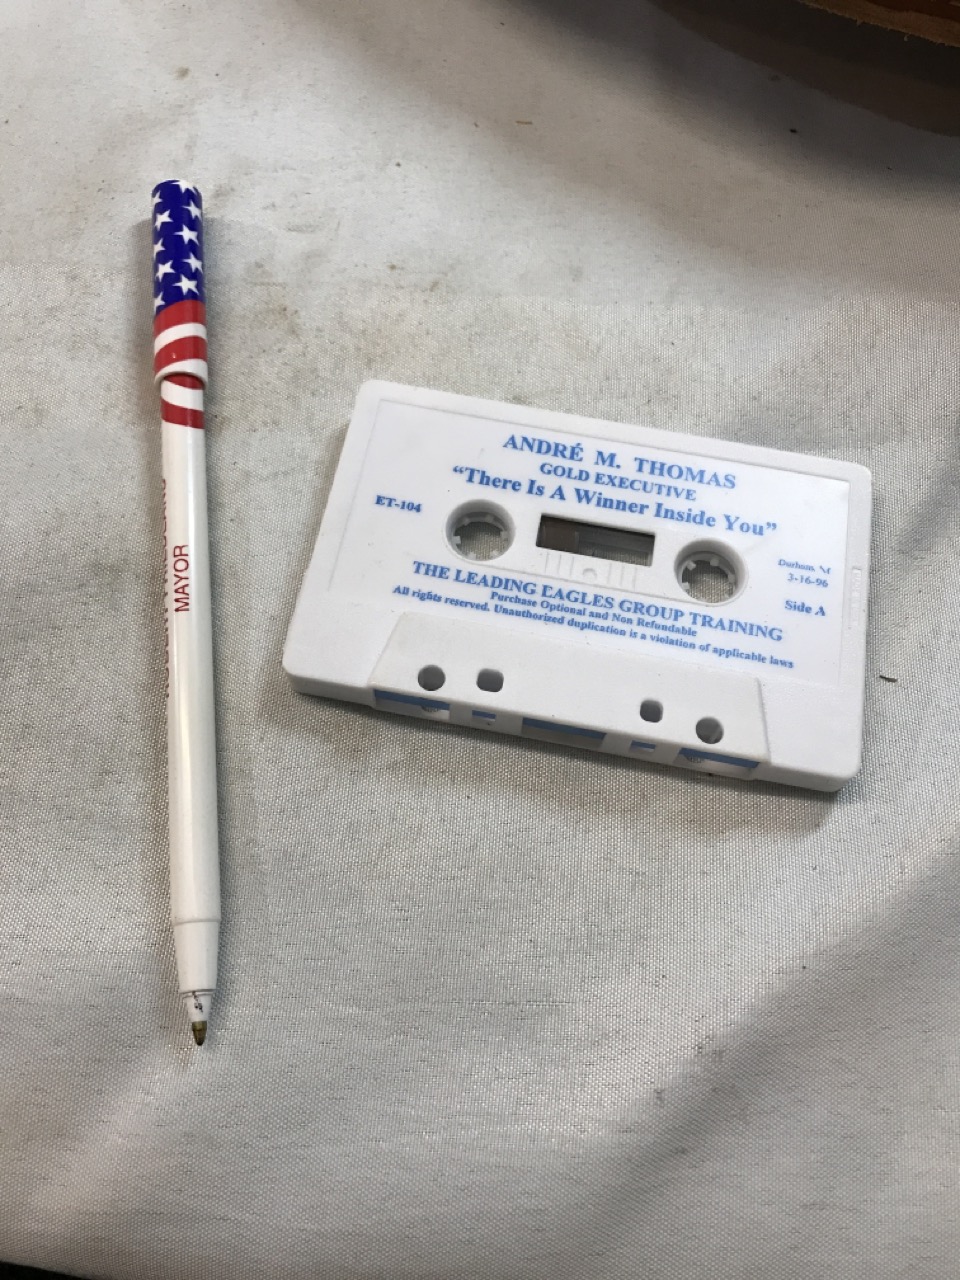 MAYOR
ANDRÉ M. THOMAS
GOLD EXECUTIVE
“There Is A Winner Inside You”
ET-104
Durham,
3-16-96
Side A
THE LEADING EAGLES GROUP TRAINING
Purchase Optional and Non Refundable
All rights reserved. Unauthorized duplication is a violation of applicable laws